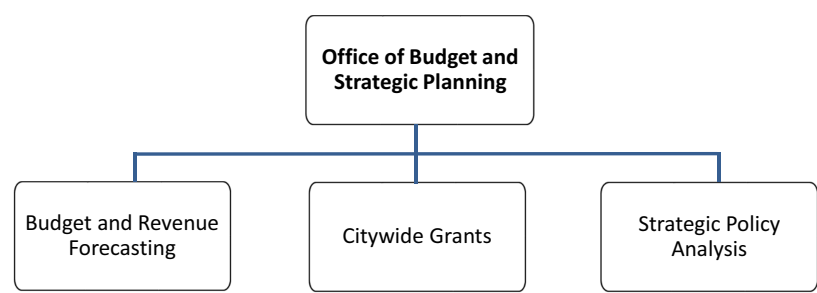 Office of Budget and
Strategic Planning
Budget and Revenue
Forecasting
Citywide Grants
Strategic Policy
Analysis